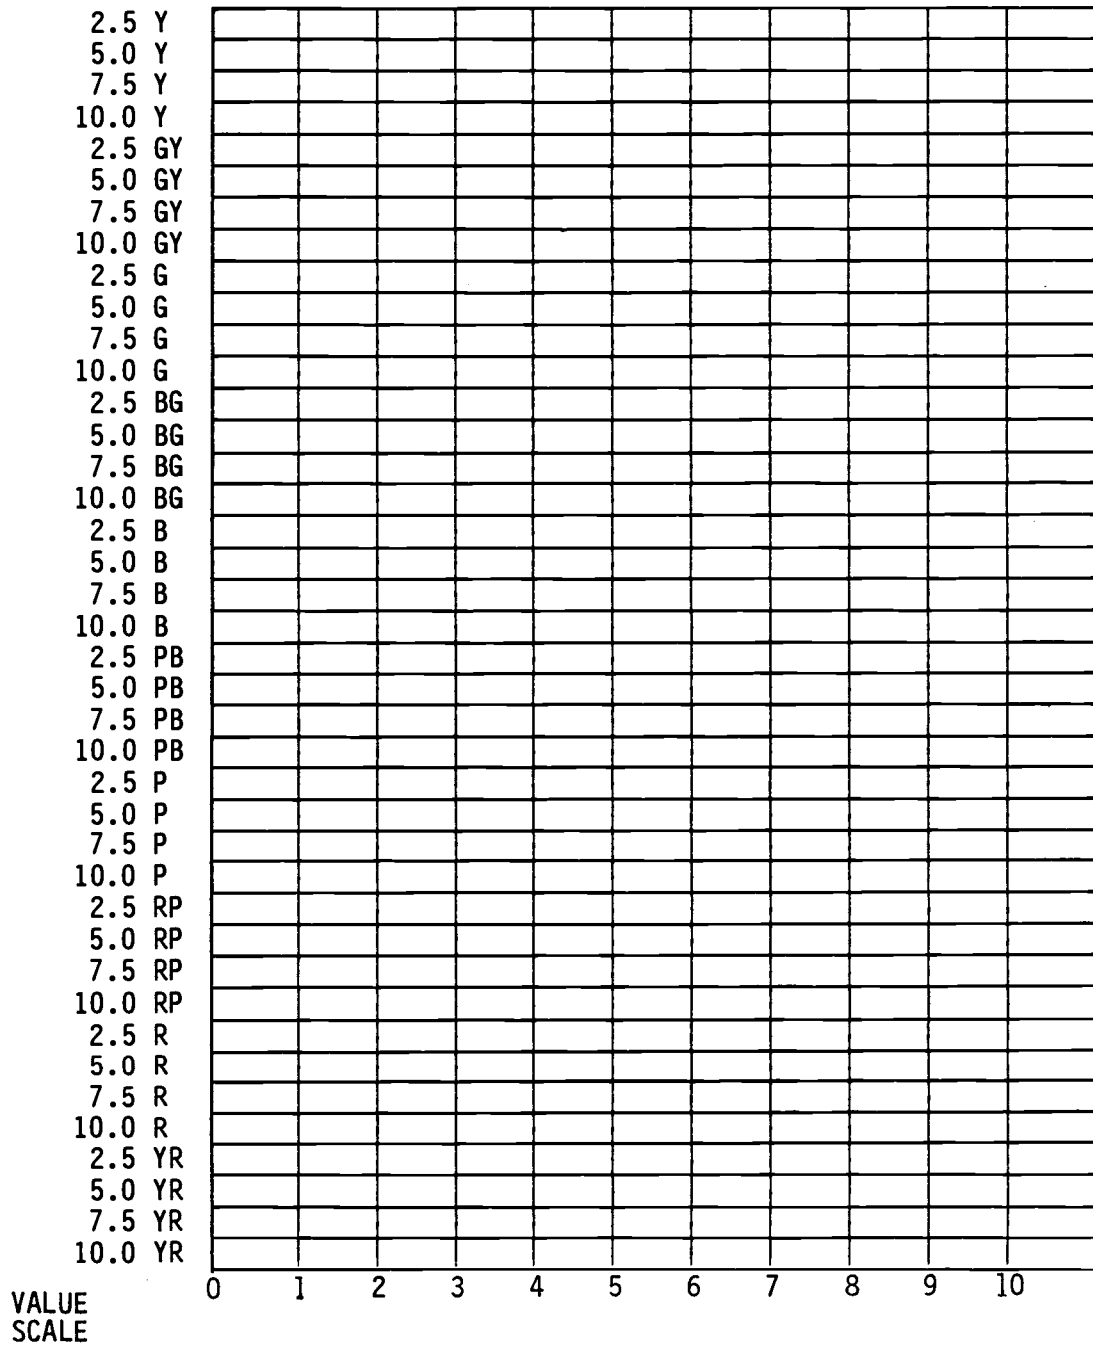 2.5 Y
5.0 Y
7.5 Y
10.0 Y
2.5 GY
5.0 GY
7.5 GY
10.0 GY
2.5 G
5.0 G
7.5 G
10.0 G
2.5 BG
5.0 BG
7.5 BG
10.0 BG
2.5 B
5.0 B
7.5 B
10.0 B
2.5 PB
5.0 PB
7.5 PB
10.0 PB
2.5 P
5.0 P
7.5 P
10.0 P
2.5 RP
5.0 RP
7.5 RP
10.0 RP
2.5 R
5.0 R
7.5 R
10.0 R
2.5 YR
5.0 YR
7.5 YR
10.0 YR
0 1 2 3 4 5 6 7 8 9 10
VALUE
SCALE